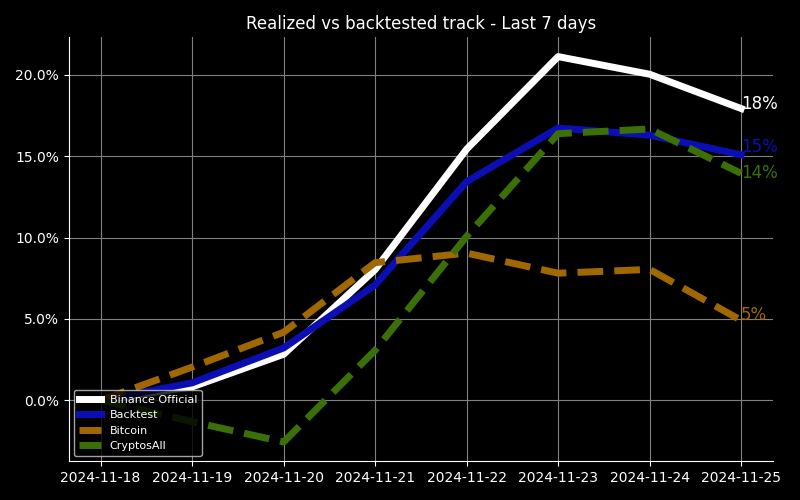 Realized vs backtested track - Last 7 days
20.0%
15.0%
10.0%
5.0%
0.0%
18%
15%
14%
5%
Binance Official
Backtest
Bitcoin
CryptosAll
2024-11-18 2024-11-19 2024-11-20 2024-11-21 2024-11-22 2024-11-23 2024-11-24 2024-11-25